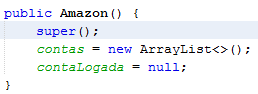 public Amazon() {
super();
contas = new ArrayList<>();
contaLogada = null;
}